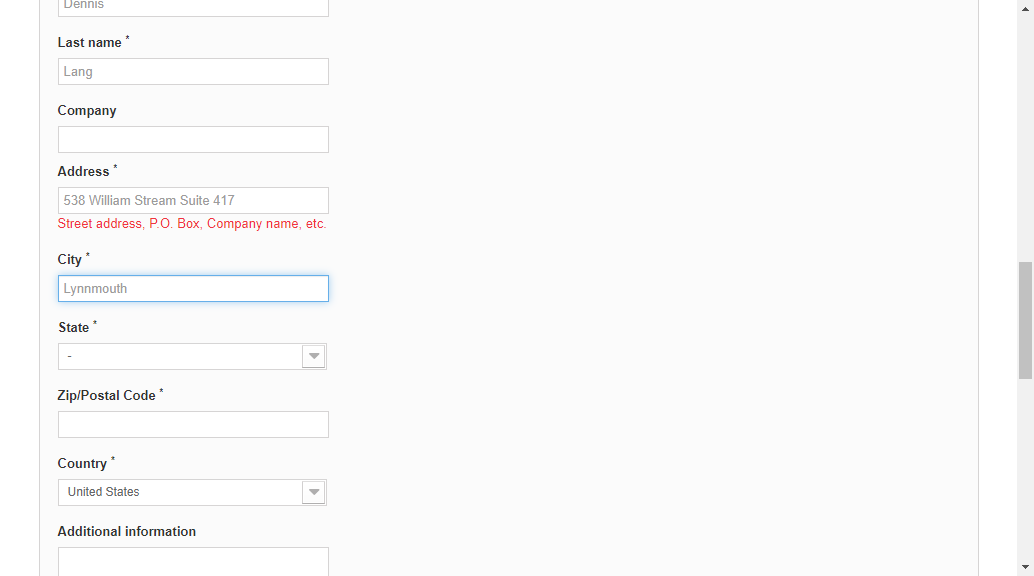 Dennis
Last name *
Lang
Company
Address *
538 William Stream Suite 417
Street address, P.O. Box, Company name, etc.
City *
Lynnmouth
State *
-
Zip/Postal Code *
Country *
United States
Additional information